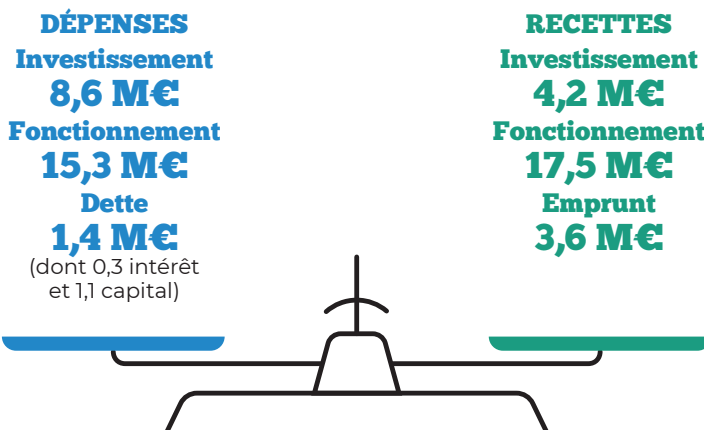 DÉPENSES
Investissement
8,6 M€
Fonctionnement
15,3 M€
Dette
1,4 M€
(dont 0,3 intérêt
et 1,1 capital)
RECETTES
Investissement
4,2 M€
Fonctionnement
17,5 M€
Emprunt
3,6 M€